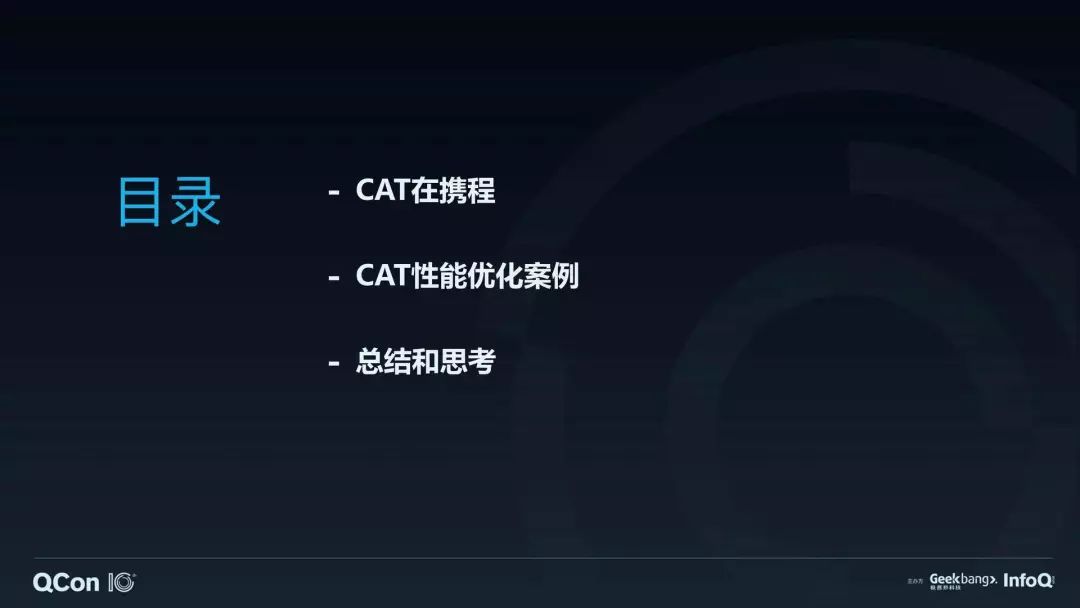 目录
- CAT在携程
- CAT性能优化案例
- 总结和思考
QCon 10
主办方 Geekbang>. InfoQ
极客邦科技